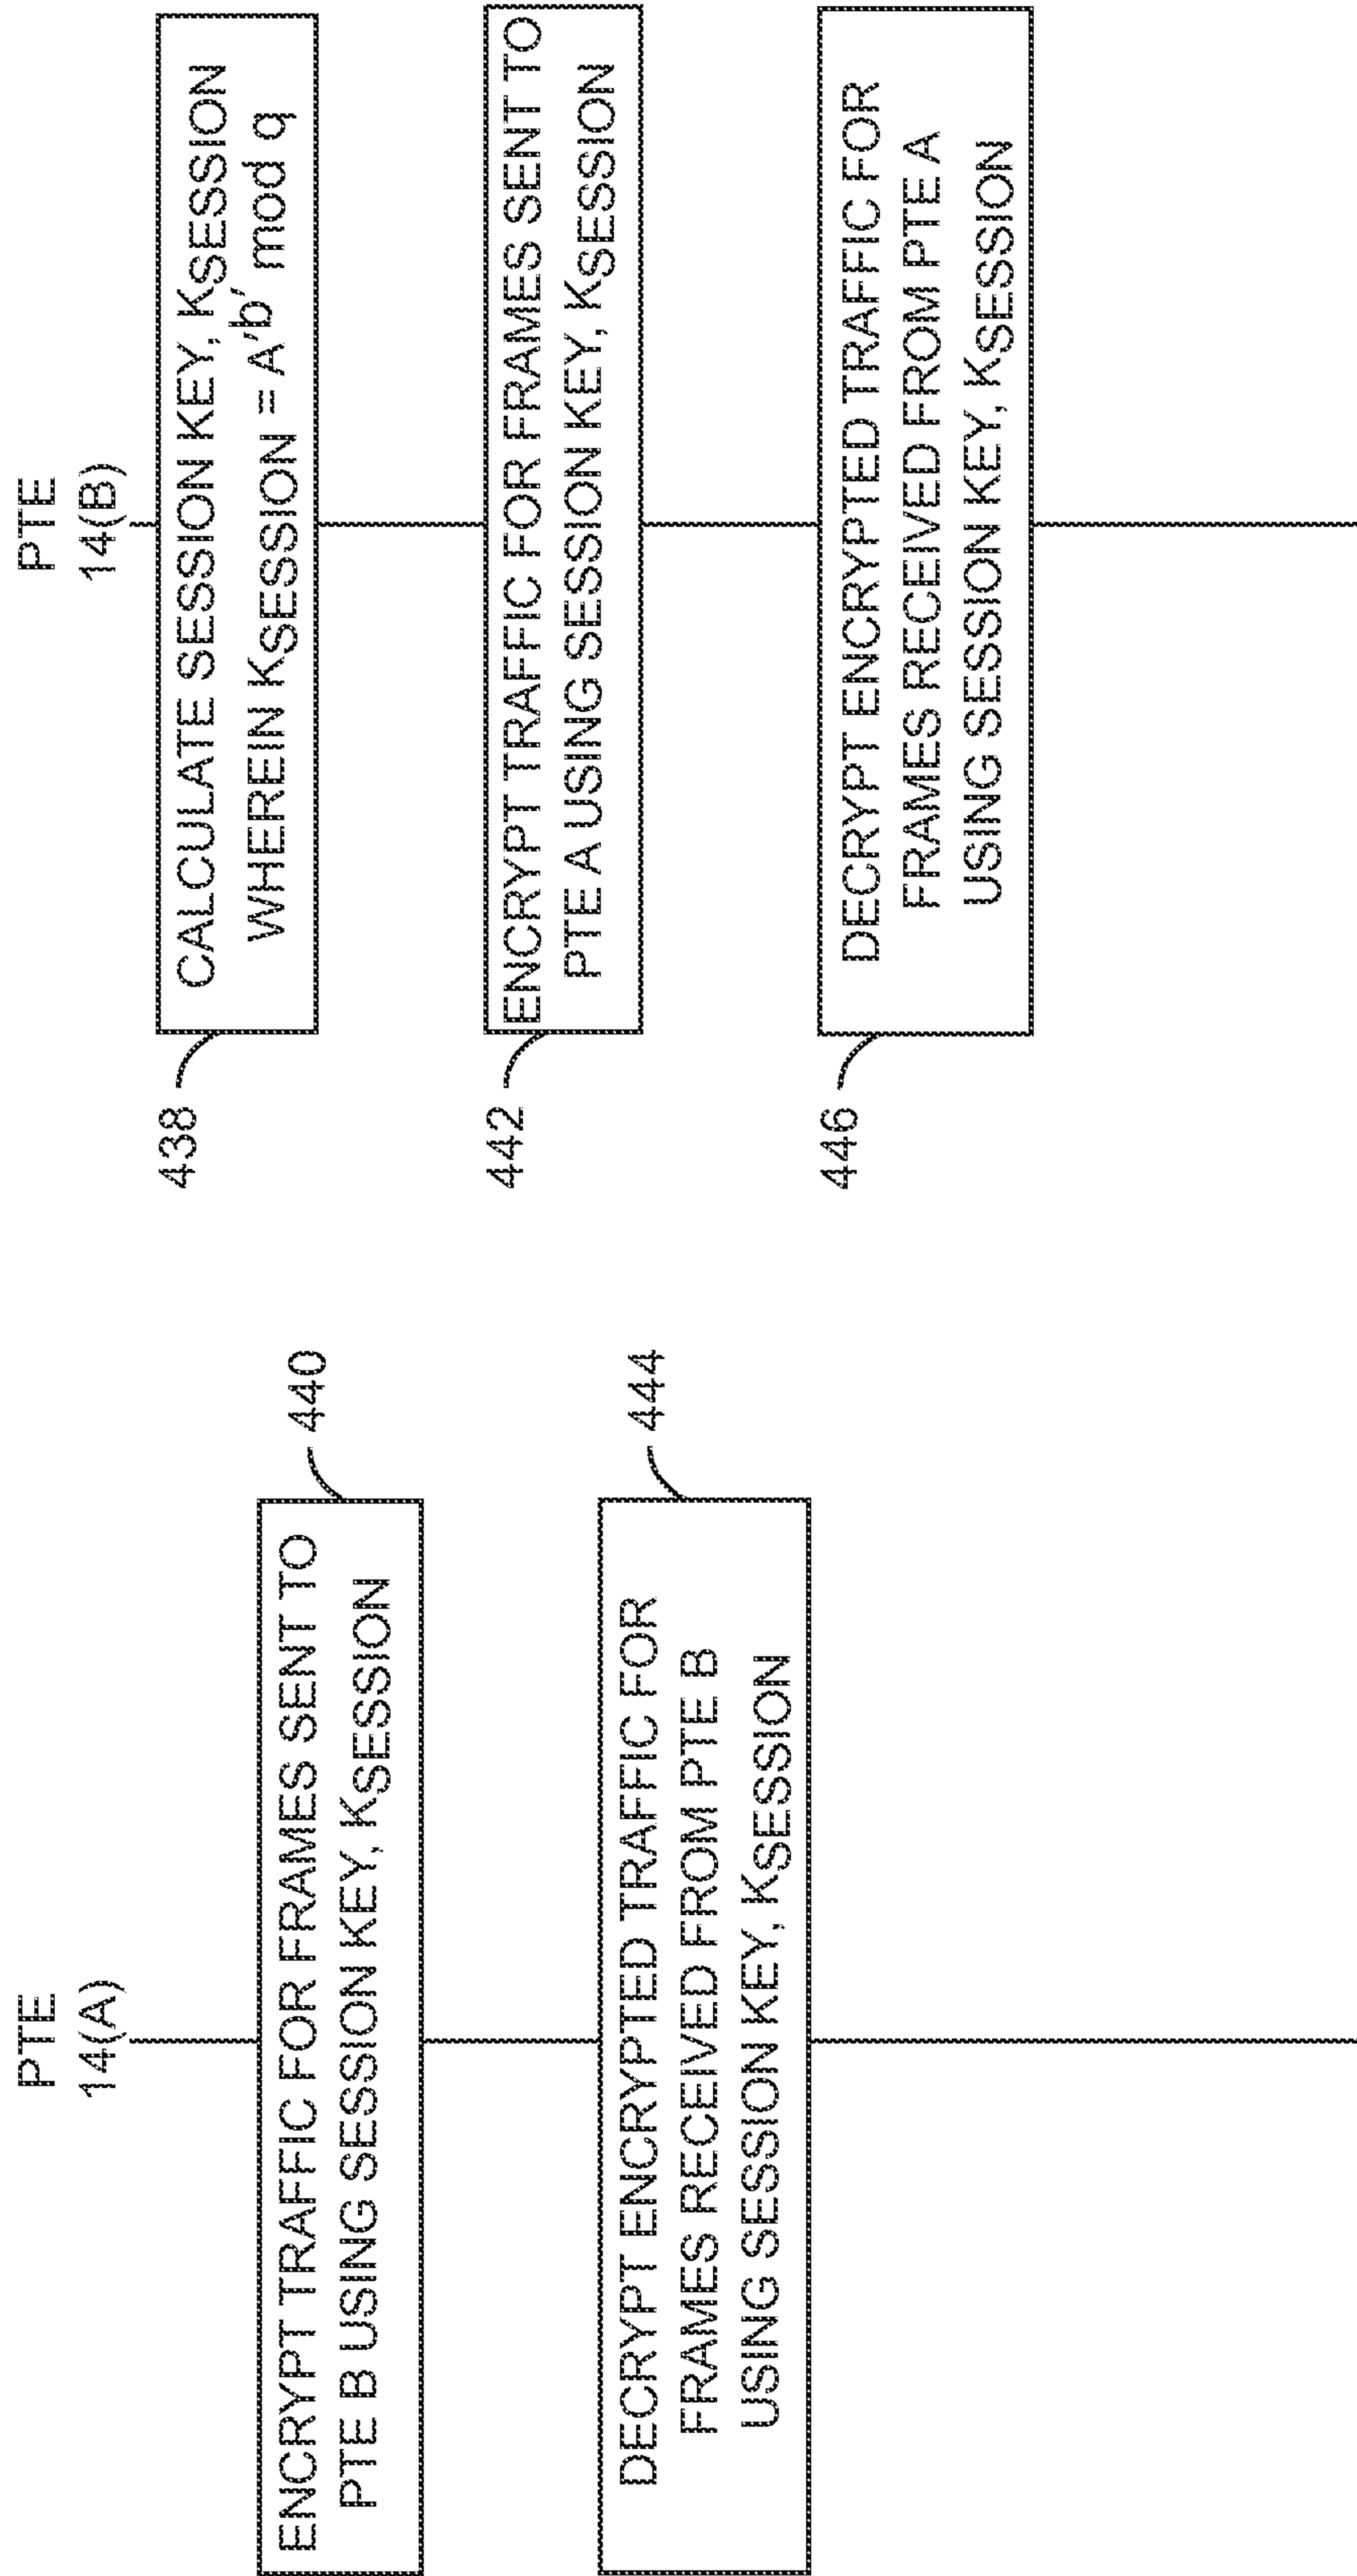 PTE
14(A)
ENCRYPT TRAFFIC FOR FRAMES SENT TO
PTE B USING SESSION KEY, KSESSION
440
DECRYPT ENCRYPTED TRAFFIC FOR
FRAMES RECEIVED FROM PTE B
USING SESSION KEY, KSESSION
444
PTE
14(B)
438
CALCULATE SESSION KEY, KSESSION
WHEREIN KSESSION = A'b' mod q
442
ENCRYPT TRAFFIC FOR FRAMES SENT TO
PTE A USING SESSION KEY, KSESSION
446
DECRYPT ENCRYPTED TRAFFIC FOR
FRAMES RECEIVED FROM PTE A
USING SESSION KEY, KSESSION